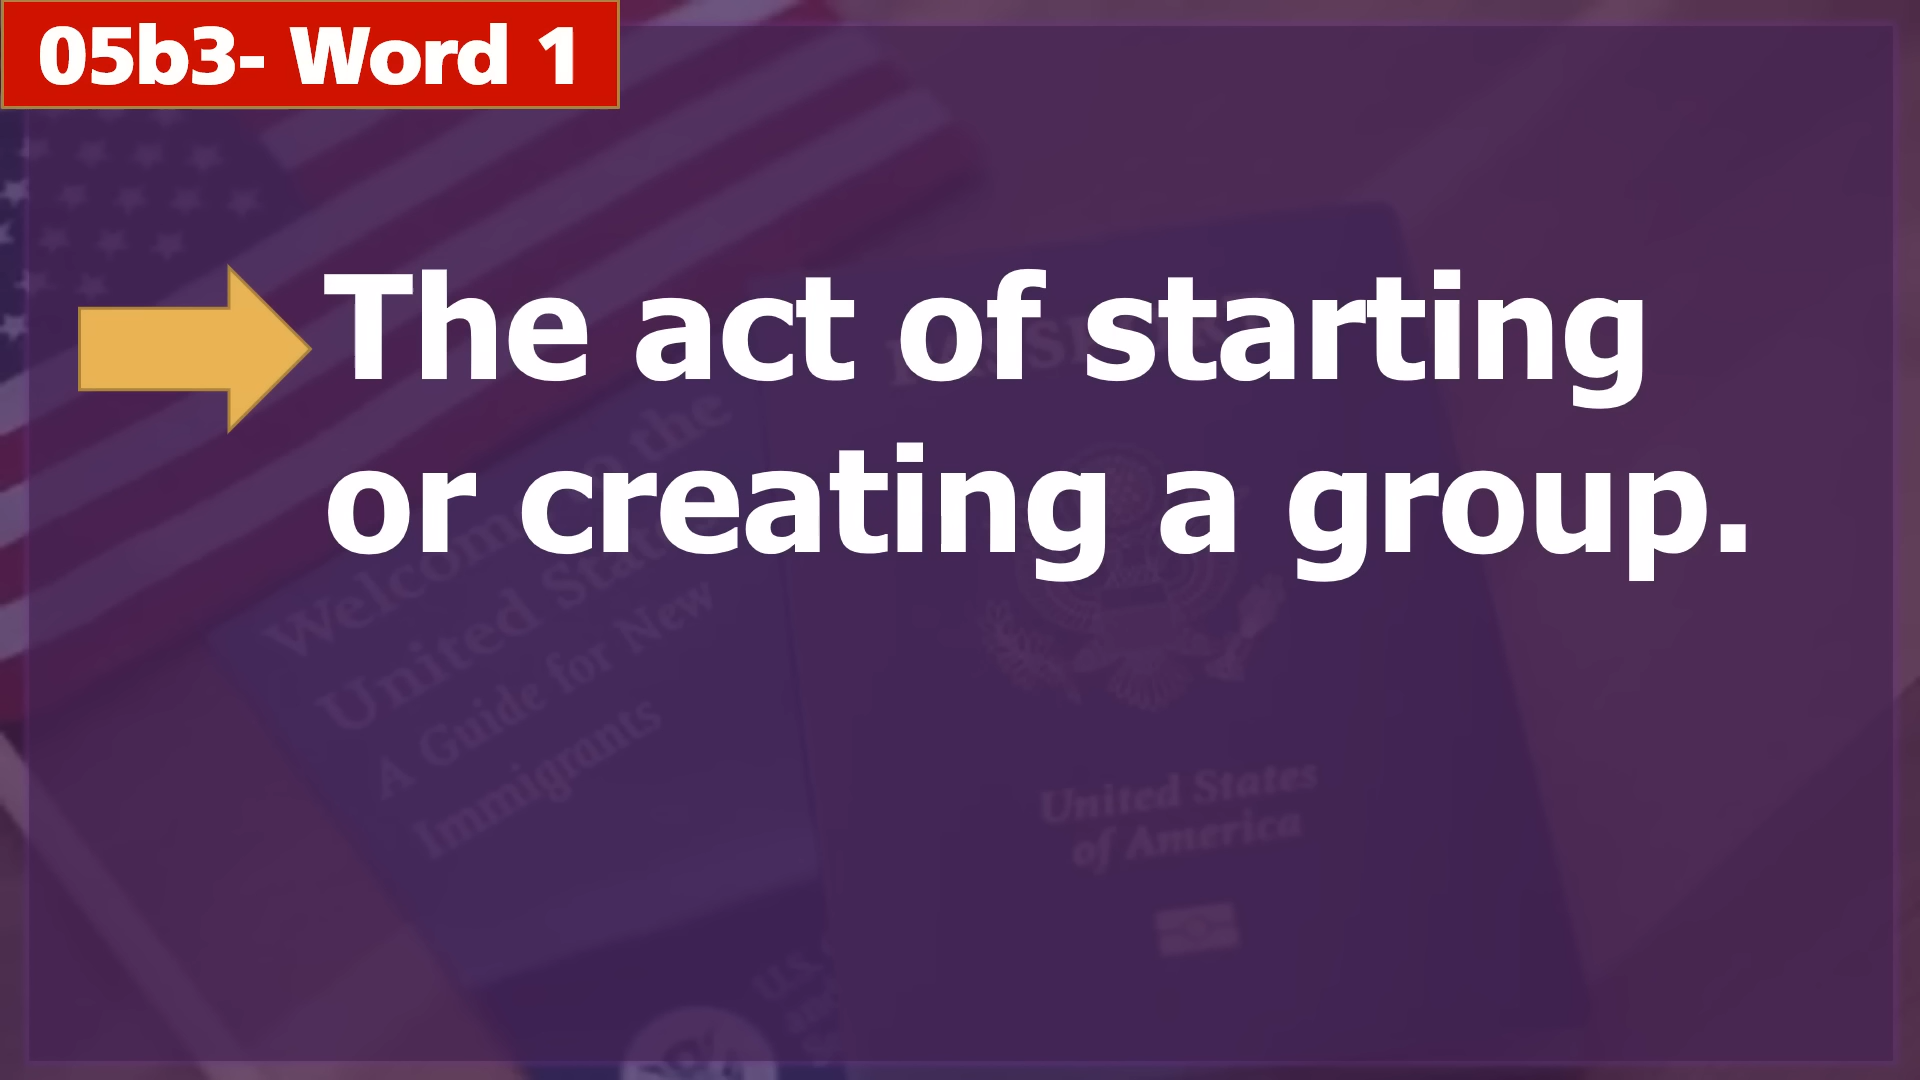 05b3- Word 1
The act of starting
or creating a group.
PASSPORT
Welcome to the
United States
A Guide for New
Immigrants
United States
of America